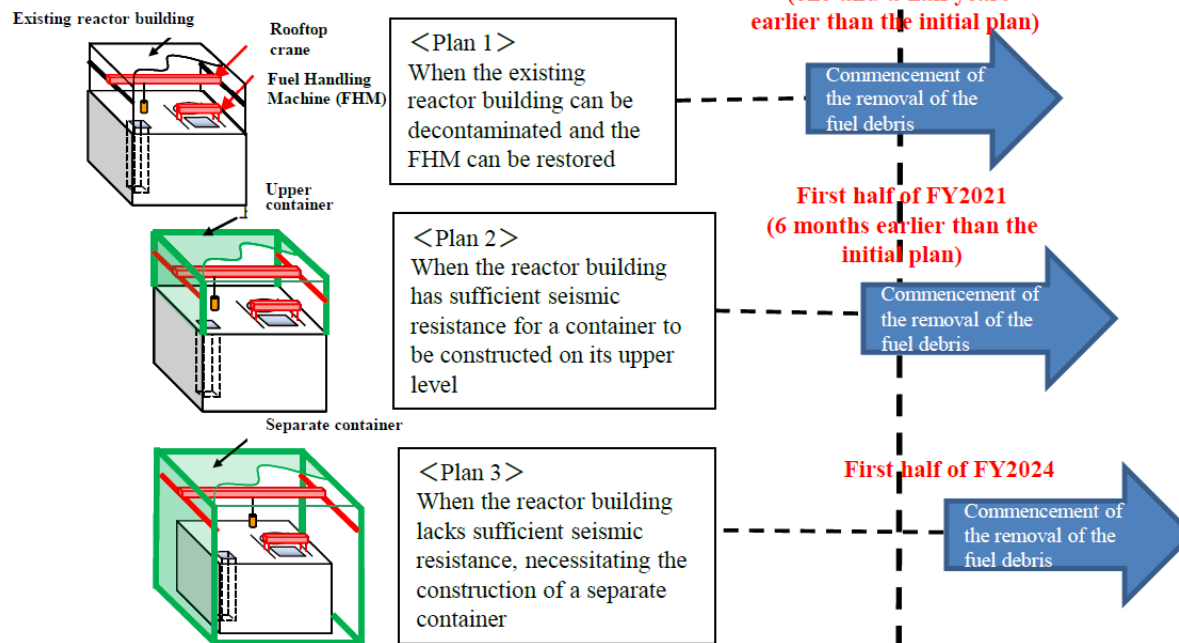 Existing reactor building
Rooftop
crane
Fuel Handling
Machine (FHM)
<Plan 1>
When the existing
reactor building can be
decontaminated and the
FHM can be restored
(one and a half years
earlier than the initial plan)
Commencement of
the removal of the
fuel debris
Upper
container
<Plan 2>
When the reactor building
has sufficient seismic
resistance for a container to
be constructed on its upper
level
First half of FY2021
(6 months earlier than the
initial plan)
Commencement of
the removal of the
fuel debris
Separate container
<Plan 3>
When the reactor building
lacks sufficient seismic
resistance, necessitating the
construction of a separate
container
First half of FY2024
Commencement of
the removal of the
fuel debris